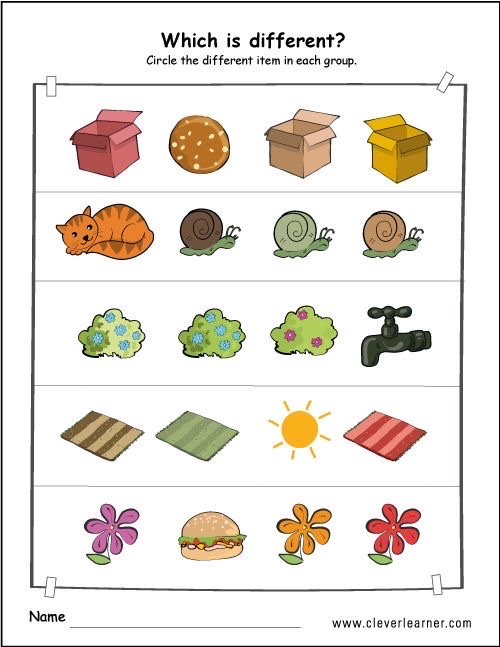 Which is different?
Circle the different item in each group.
Name
www.cleverlearner.com